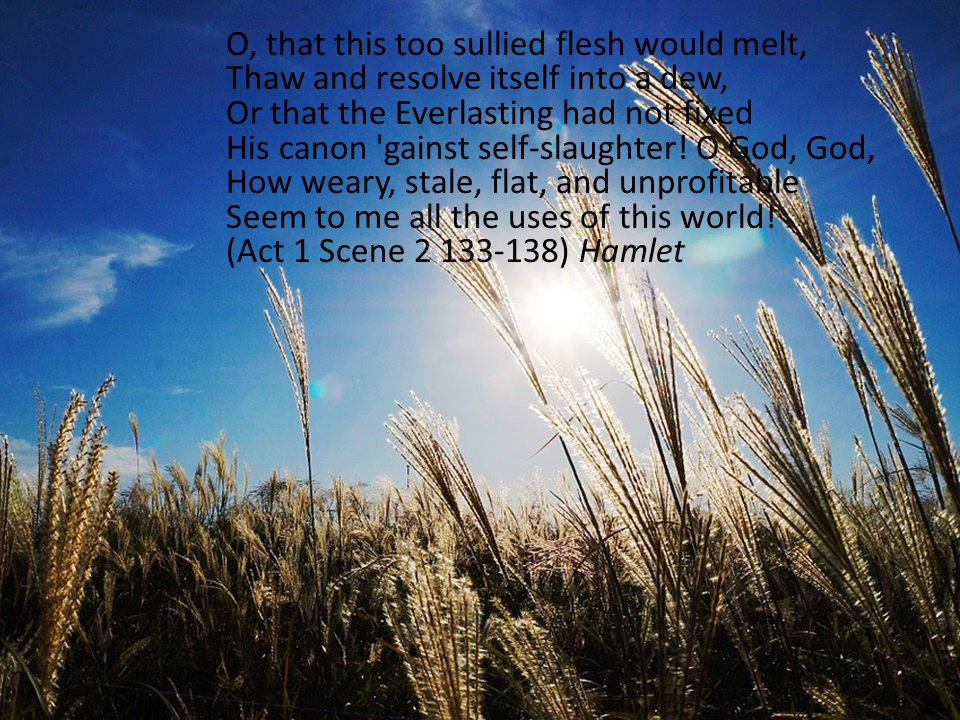 O, that this too sullied flesh would melt,
Thaw and resolve itself into a dew,
Or that the Everlasting had not fixed
His canon 'gainst self-slaughter! O God, God,
How weary, stale, flat, and unprofitable
Seem to me all the uses of this world!
(Act 1 Scene 2 133-138) Hamlet